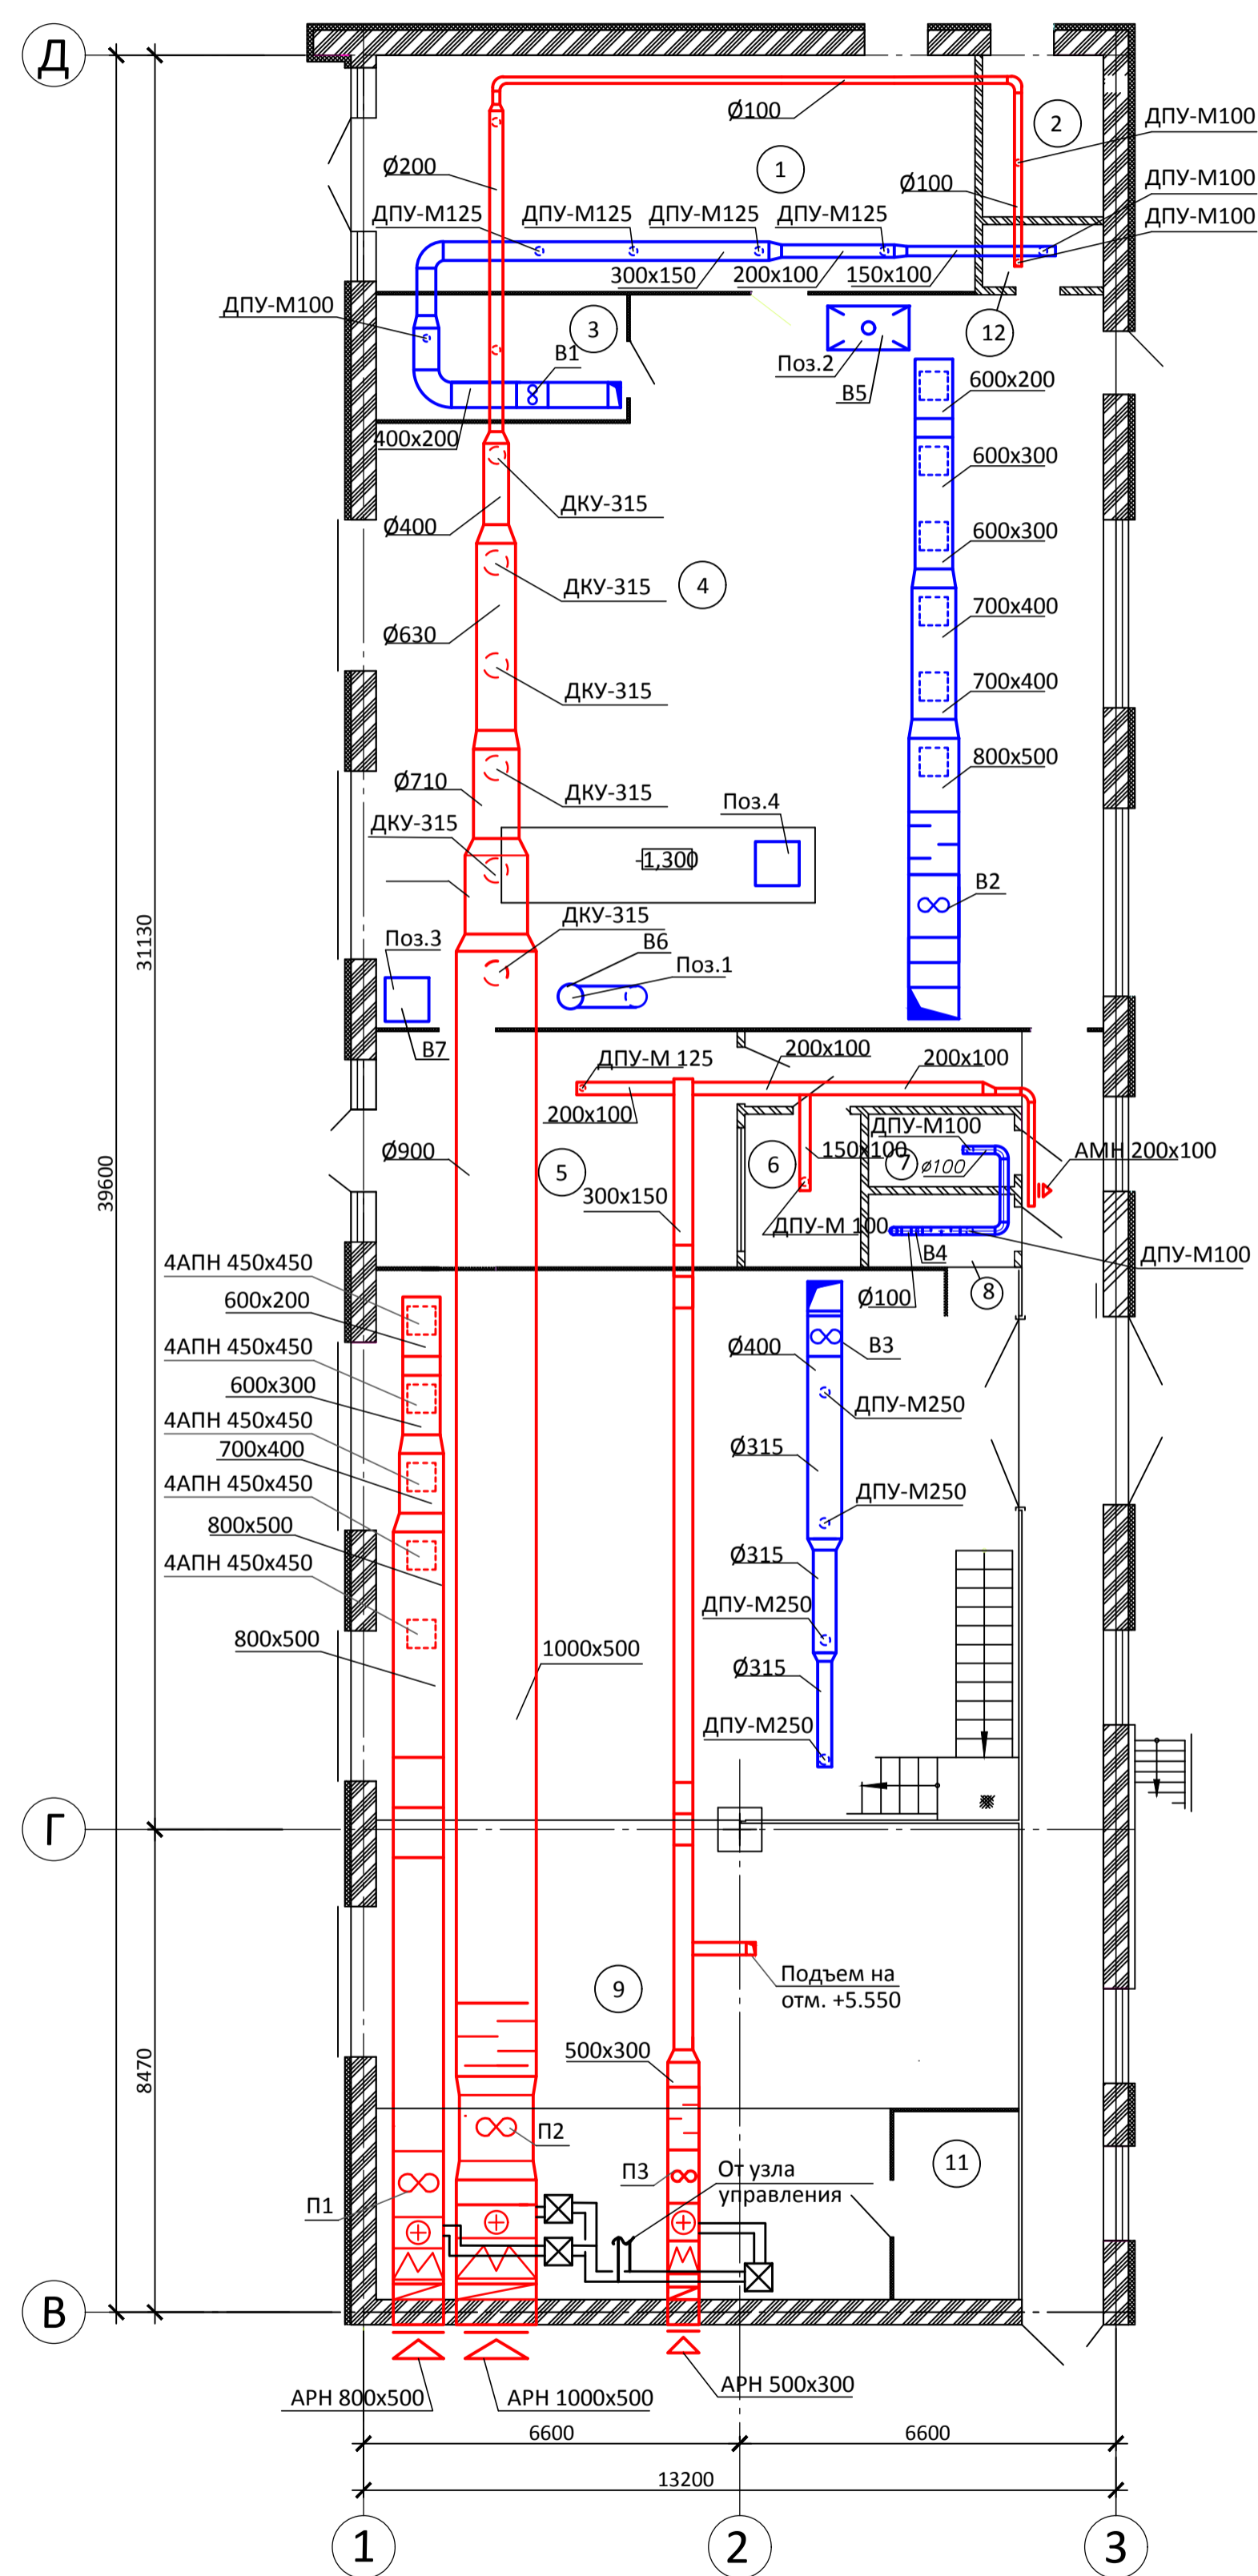 Д
Ø100
2
ДПУ-М100
1
Ø200
Ø100
ДПУ-М100
ДПУ-М125
ДПУ-М125
ДПУ-М125
ДПУ-М125
ДПУ-М100
300x150
200x100
150x100
ДПУ-М100
3
12
В1
Поз.2
В5
600x200
400x200
600x300
ДКУ-315
Ø400
600x300
ДКУ-315
4
700x400
Ø630
ДКУ-315
700x400
800x500
Ø710
ДКУ-315
Поз.4
ДКУ-315
-1,300
В2
31130
ДКУ-315
Поз.3
В6
Поз.1
В7
ДПУ-М 125
200x100
200x100
200x100
ДПУ-М100
39600
Ø900
5
6
150x100
7
Ø100
АМН 200x100
300x150
ДПУ-М 100
В4
ДПУ-М100
4АПН 450x450
8
Ø100
600x200
4АПН 450x450
Ø400
В3
600x300
ДПУ-М250
4АПН 450x450
700x400
Ø315
4АПН 450x450
ДПУ-М250
800x500
4АПН 450x450
Ø315
ДПУ-М250
800x500
1000x500
Ø315
ДПУ-М250
Г
Подъем на
отм. +5.550
9
500x300
8470
П2
11
П3
От узла
управления
П1
В
АРН 800x500
АРН 1000x500
АРН 500x300
6600
6600
13200
1
2
3